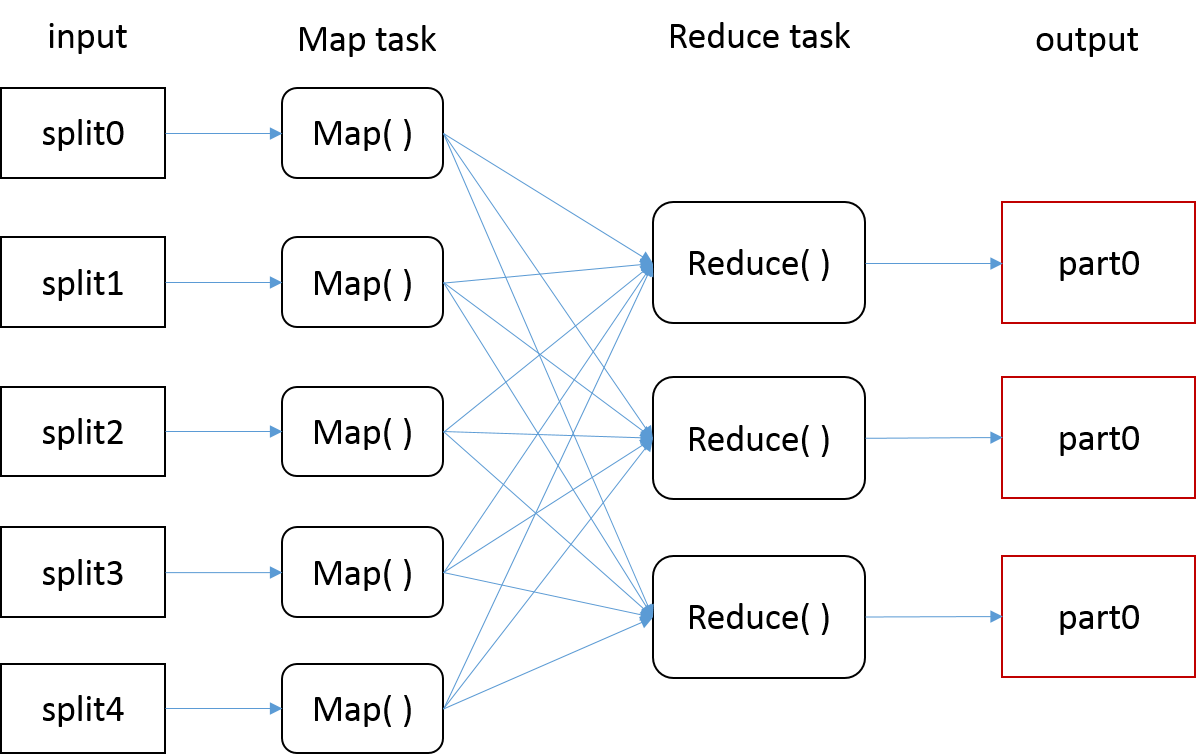 input
Map task
Reduce task
output
split0
Map( )
split1
Map( )
split2
Map( )
split3
Map( )
split4
Map( )
Reduce( )
part0
Reduce( )
part0
Reduce( )
part0